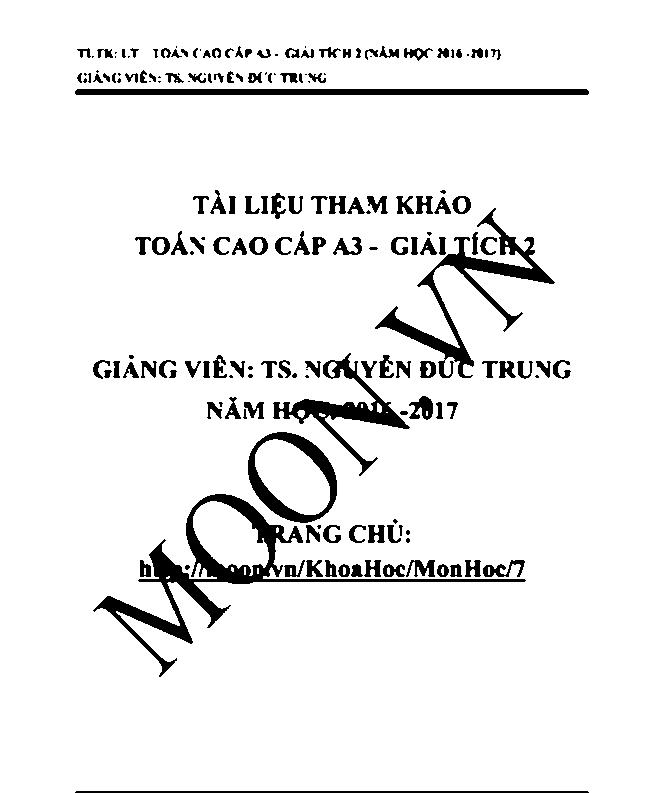 TLTK: LT – TOÁN CAO CẤP A3 - GIẢI TÍCH 2 (NĂM HỌC 2016 -2017)
GIẢNG VIÊN: TS. NGUYỄN ĐỨC TRUNG
TÀI LIỆU THAM KHẢO
TOÁN CAO CẤP A3 - GIẢI TÍCH 2
GIẢNG VIÊN: TS. NGUYỄN ĐỨC TRUNG
NĂM HỌC: 2016 -2017
MOON.VN
TRANG CHỦ:
http://moon.vn/KhoaHoc/MonHoc/7